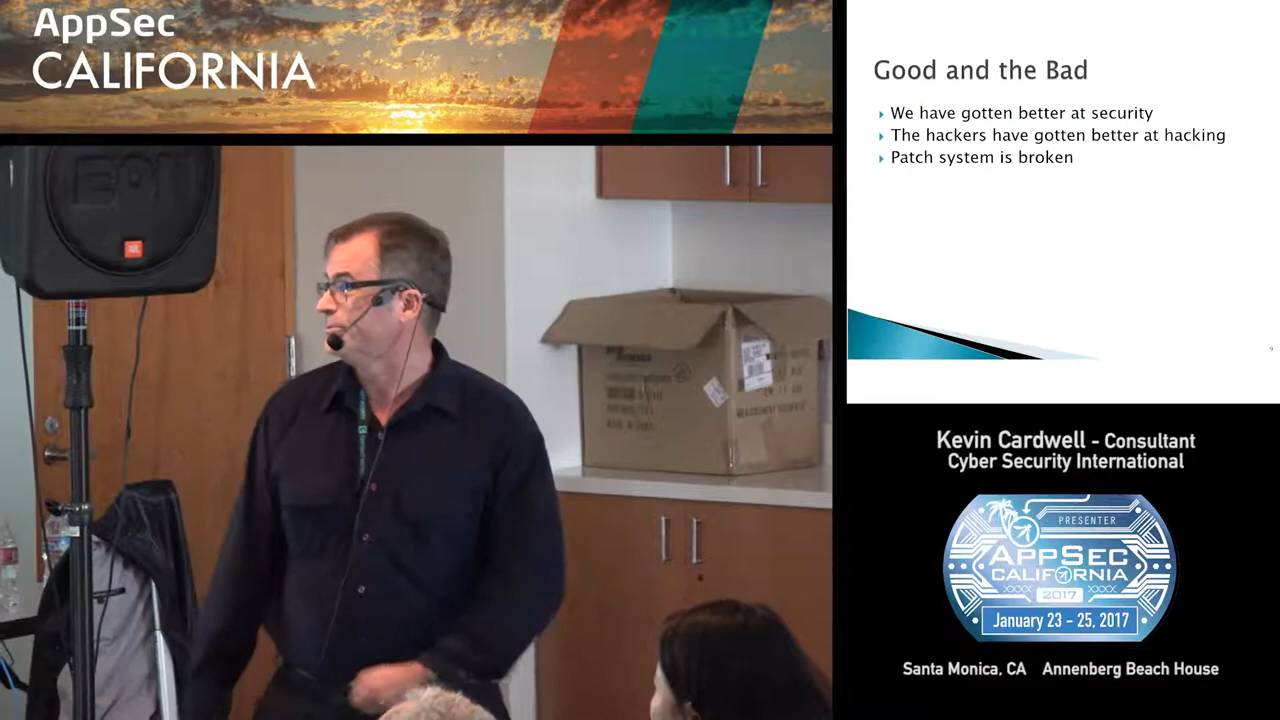 AppSec
CALIFORNIA
Good and the Bad
We have gotten better at security
The hackers have gotten better at hacking
Patch system is broken
9
JBL
Kevin Cardwell - Consultant
Cyber Security International
PRESENTER
APPSEC
CALIFORNIA
2017
January 23 - 25, 2017
Santa Monica, CA Annenberg Beach House